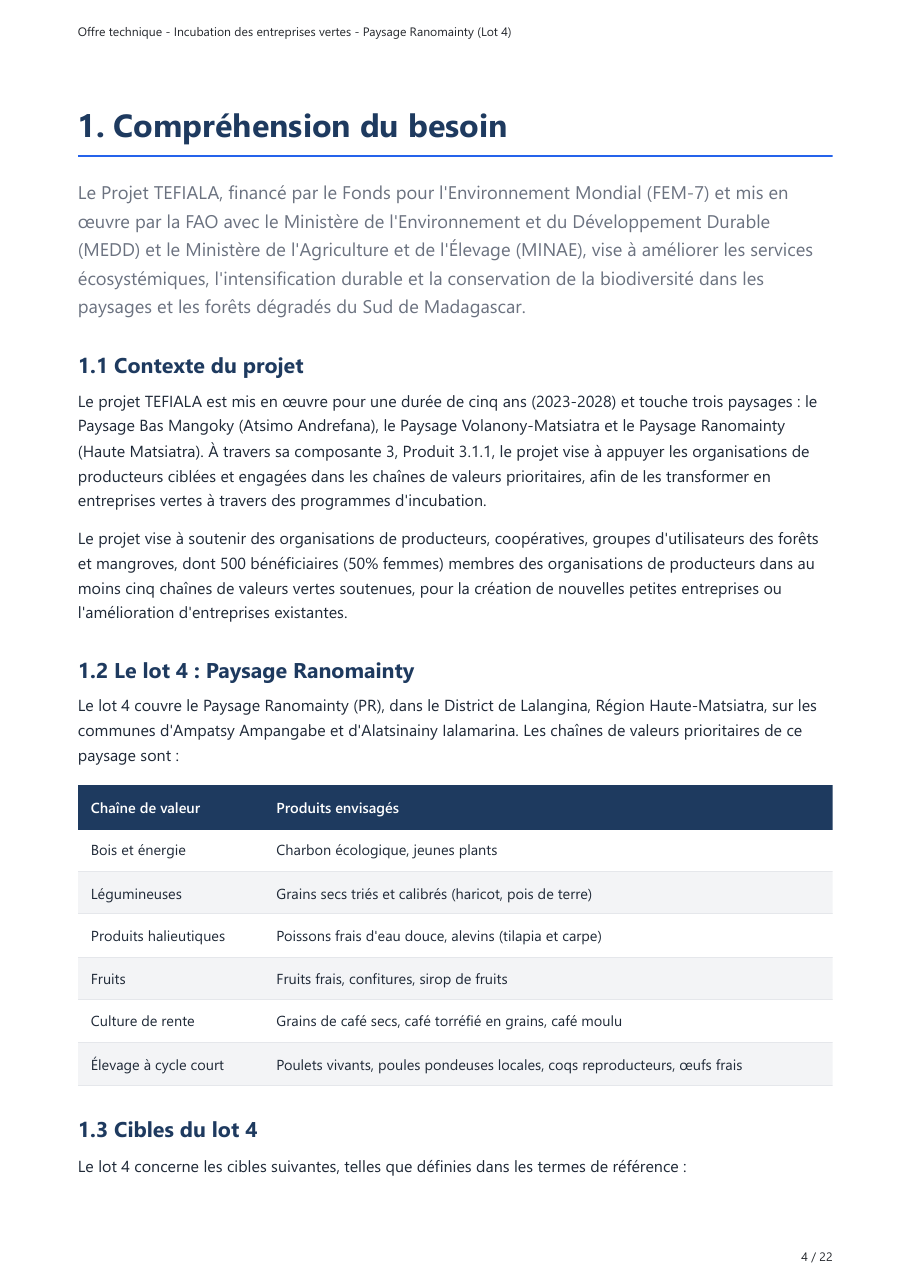 Offre technique - Incubation des entreprises vertes - Paysage Ranomainty (Lot 4)
1. Compréhension du besoin
Le Projet TEFIALA, financé par le Fonds pour l'Environnement Mondial (FEM-7) et mis en
œuvre par la FAO avec le Ministère de l'Environnement et du Développement Durable
(MEDD) et le Ministère de l'Agriculture et de l'Élevage (MINAE), vise à améliorer les services
écosystémiques, l'intensification durable et la conservation de la biodiversité dans les
paysages et les forêts dégradés du Sud de Madagascar.
1.1 Contexte du projet
Le projet TEFIALA est mis en œuvre pour une durée de cinq ans (2023-2028) et touche trois paysages : le
Paysage Bas Mangoky (Atsimo Andrefana), le Paysage Volanony-Matsiatra et le Paysage Ranomainty
(Haute Matsiatra). À travers sa composante 3, Produit 3.1.1, le projet vise à appuyer les organisations de
producteurs ciblées et engagées dans les chaînes de valeurs prioritaires, afin de les transformer en
entreprises vertes à travers des programmes d'incubation.
Le projet vise à soutenir des organisations de producteurs, coopératives, groupes d'utilisateurs des forêts
et mangroves, dont 500 bénéficiaires (50% femmes) membres des organisations de producteurs dans au
moins cinq chaînes de valeurs vertes soutenues, pour la création de nouvelles petites entreprises ou
l'amélioration d'entreprises existantes.
1.2 Le lot 4 : Paysage Ranomainty
Le lot 4 couvre le Paysage Ranomainty (PR), dans le District de Lalangina, Région Haute-Matsiatra, sur les
communes d'Ampatsy Ampangabe et d'Alatsinainy Ialamarina. Les chaînes de valeurs prioritaires de ce
paysage sont :
Chaîne de valeur Produits envisagés
Bois et énergie Charbon écologique, jeunes plants
Légumineuses Grains secs triés et calibrés (haricot, pois de terre)
Produits halieutiques Poissons frais d'eau douce, alevins (tilapia et carpe)
Fruits Fruits frais, confitures, sirop de fruits
Culture de rente Grains de café secs, café torréfié en grains, café moulu
Élevage à cycle court Poulets vivants, poules pondeuses locales, coqs reproducteurs, œufs frais
1.3 Cibles du lot 4
Le lot 4 concerne les cibles suivantes, telles que définies dans les termes de référence :
4 / 22